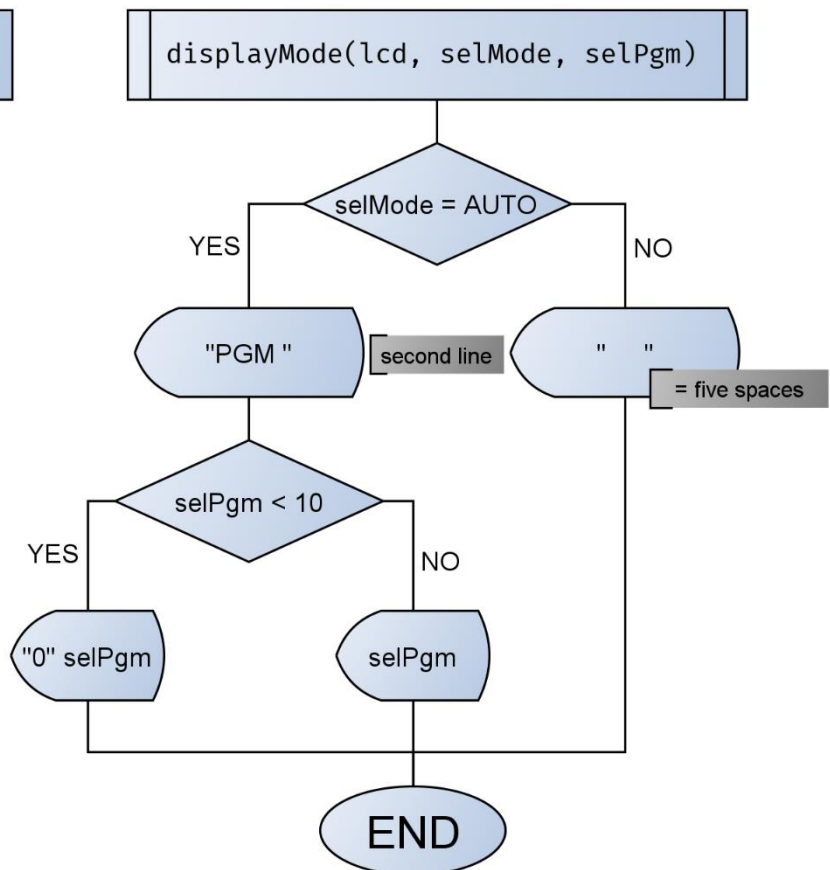 displayMode(lcd, selMode, selPgm)
selMode = AUTO
YES
NO
"PGM "
second line
"     "
= five spaces
selPgm < 10
YES
NO
"0" selPgm
selPgm
END